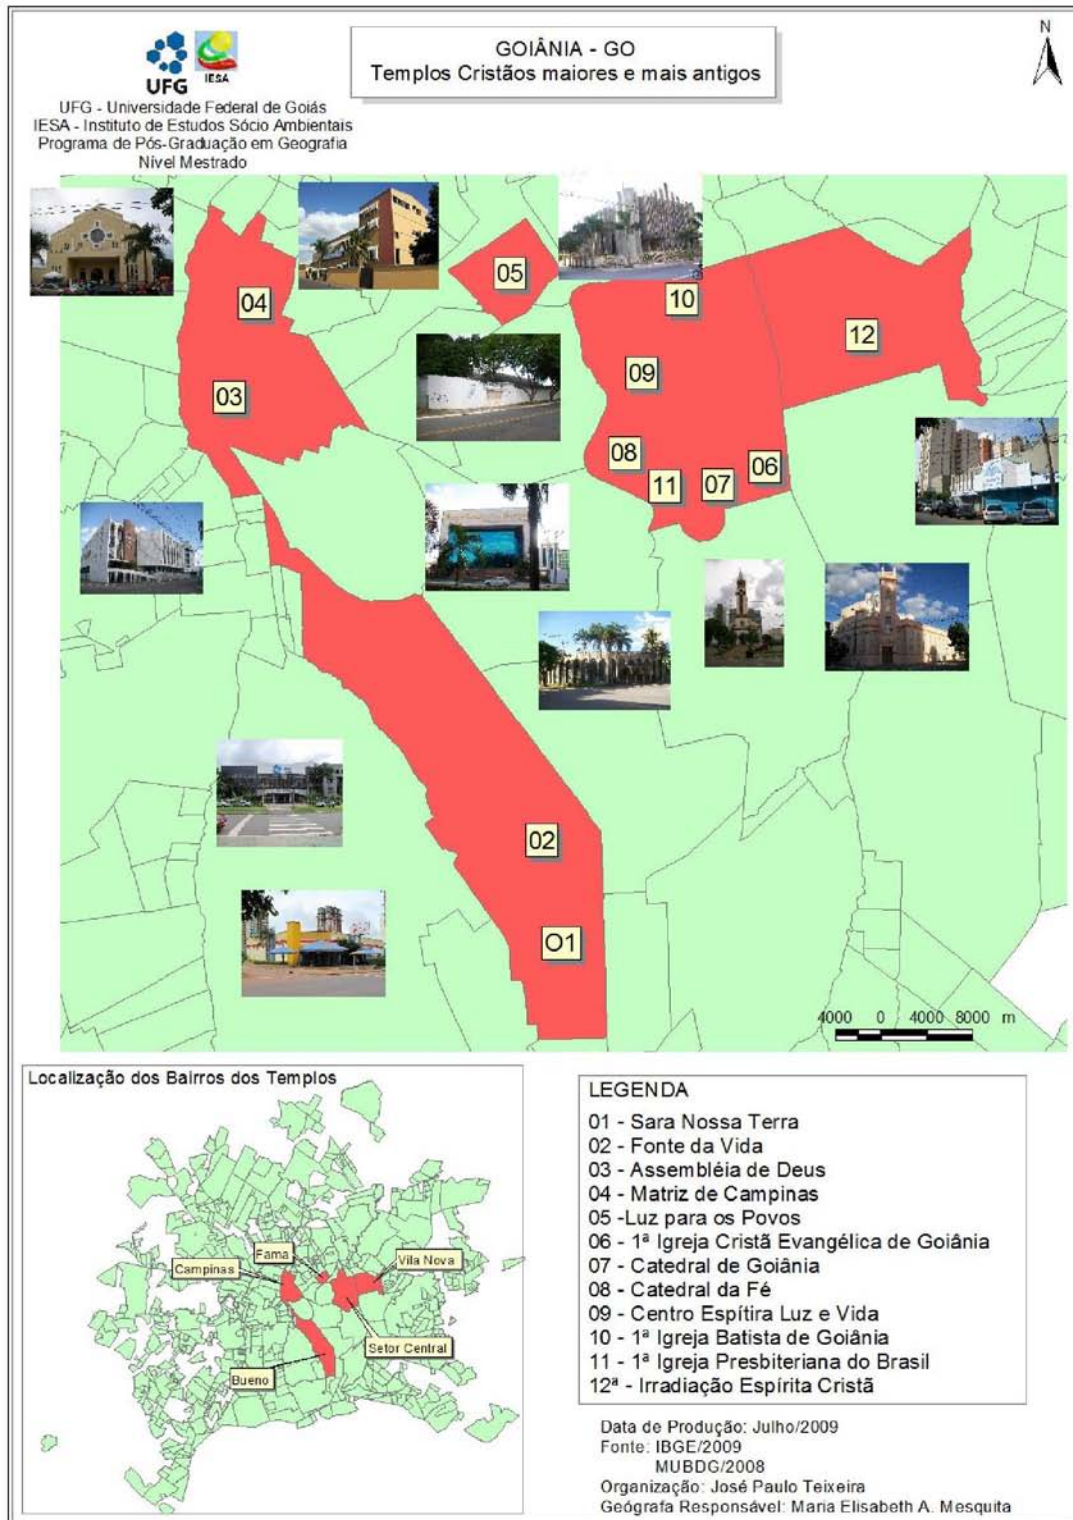 UFG
IESA
UFG - Universidade Federal de Goiás
IESA - Instituto de Estudos Sócio Ambientais
Programa de Pós-Graduação em Geografia
Nível Mestrado
GOIÂNIA - GO
Templos Cristãos maiores e mais antigos
N
04
03
05
10
09
12
08
11
07
06
02
O1
4000 0 4000 8000 m
Localização dos Bairros dos Templos
Fama
Campinas
Vila Nova
Setor Central
Bueno
LEGENDA
01 - Sara Nossa Terra
02 - Fonte da Vida
03 - Assembléia de Deus
04 - Matriz de Campinas
05 -Luz para os Povos
06 - 1ª Igreja Cristã Evangélica de Goiânia
07 - Catedral de Goiânia
08 - Catedral da Fé
09 - Centro Espítira Luz e Vida
10 - 1ª Igreja Batista de Goiânia
11 - 1ª Igreja Presbiteriana do Brasil
12ª - Irradiação Espírita Cristã
Data de Produção: Julho/2009
Fonte: IBGE/2009
MUBDG/2008
Organização: José Paulo Teixeira
Geógrafa Responsável: Maria Elisabeth A. Mesquita